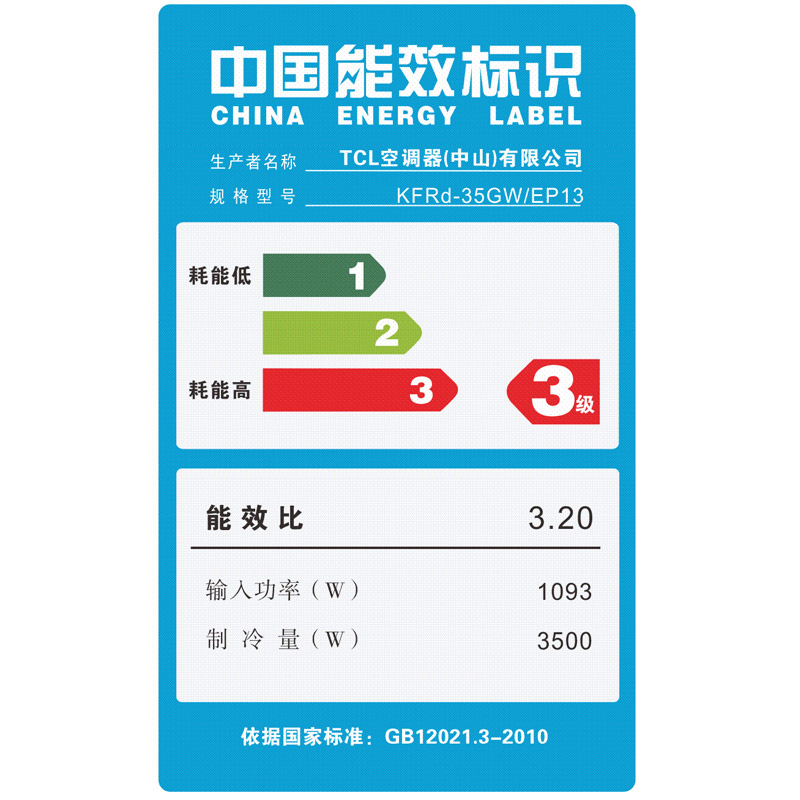 中国能效标识
CHINA ENERGY LABEL
生产者名称 TCL空调器(中山)有限公司
规格型号 KFRd-35GW/EP13
耗能低 1
2
耗能高 3 3级
能效比 3.20
输入功率(W) 1093
制冷量(W) 3500
依据国家标准：GB12021.3-2010